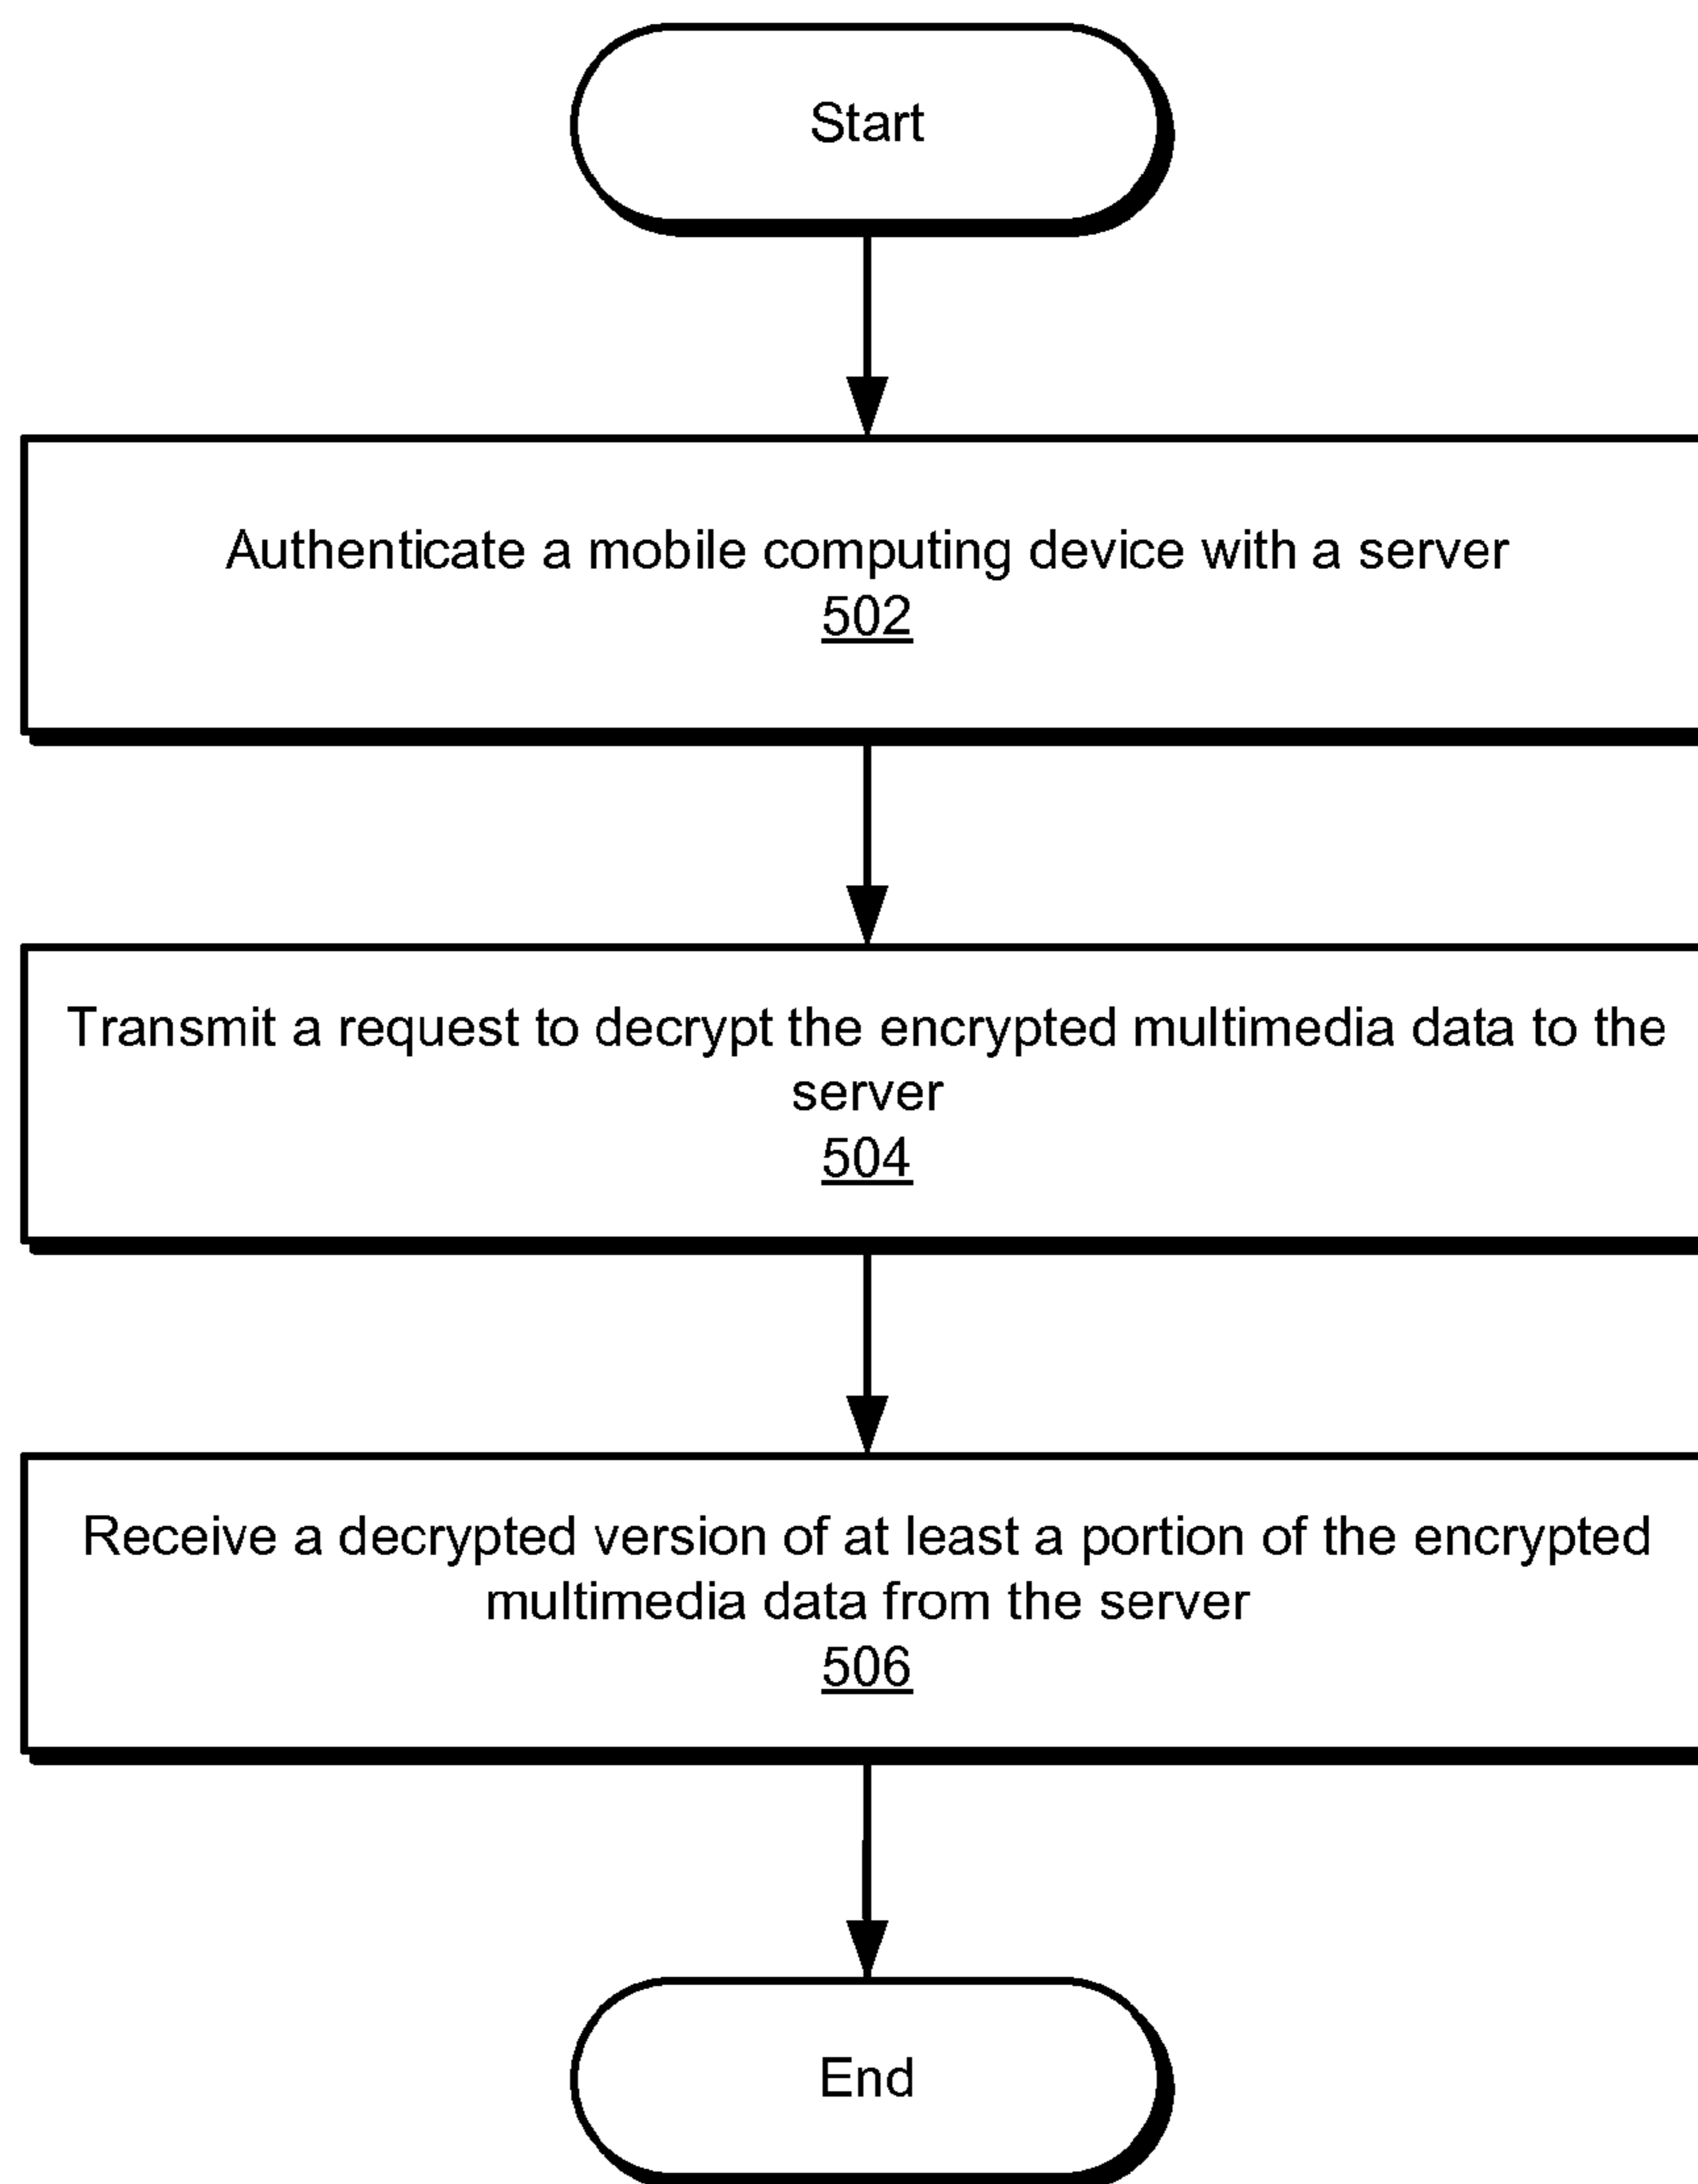 Start
Authenticate a mobile computing device with a server
502
Transmit a request to decrypt the encrypted multimedia data to the
server
504
Receive a decrypted version of at least a portion of the encrypted
multimedia data from the server
506
End